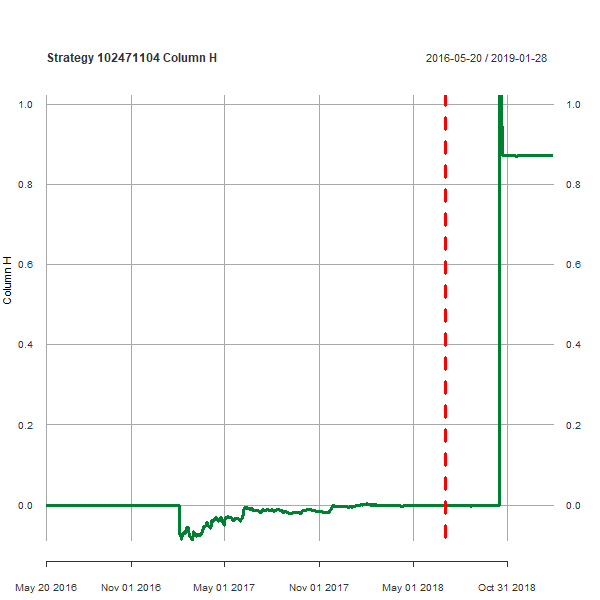 Strategy 102471104 Column H
2016-05-20 / 2019-01-28
1.0
1.0
0.8
0.8
0.6
0.6
Column H
0.4
0.4
0.2
0.2
0.0
0.0
May 20 2016
Nov 01 2016
May 01 2017
Nov 01 2017
May 01 2018
Oct 31 2018